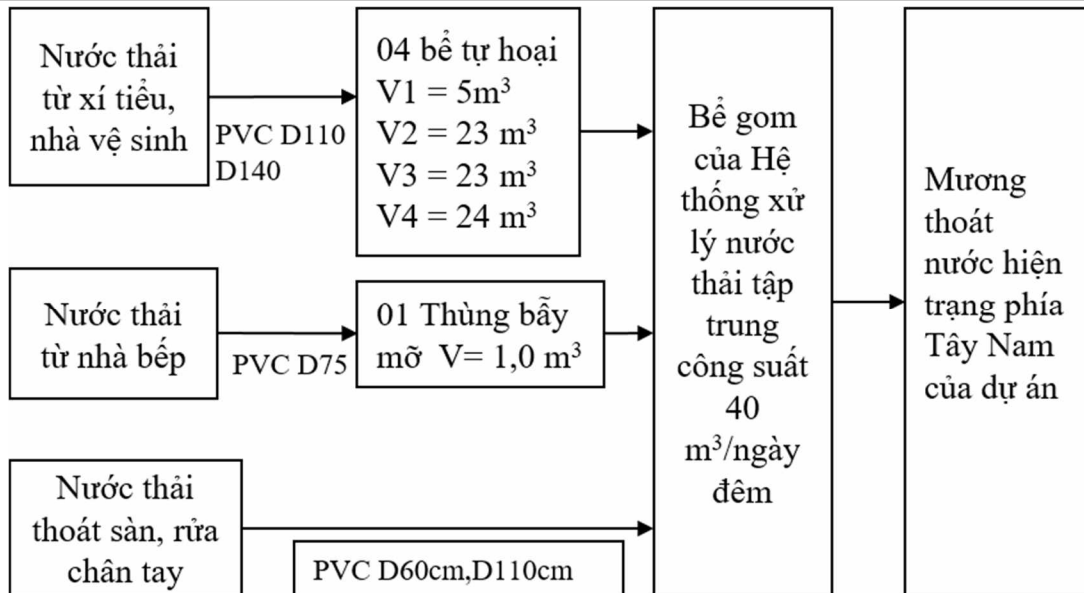 Nước thải
từ xí tiểu,
nhà vệ sinh
PVC D110
D140
04 bể tự hoại
V1 = 5m³
V2 = 23 m³
V3 = 23 m³
V4 = 24 m³
Nước thải
từ nhà bếp
PVC D75
01 Thùng bẫy
mỡ V= 1,0 m³
Nước thải
thoát sàn, rửa
chân tay
PVC D60cm,D110cm
Bể gom
của Hệ
thống xử
lý nước
thải tập
trung
công suất
40
m³/ngày
đêm
Mương
thoát
nước hiện
trạng phía
Tây Nam
của dự án